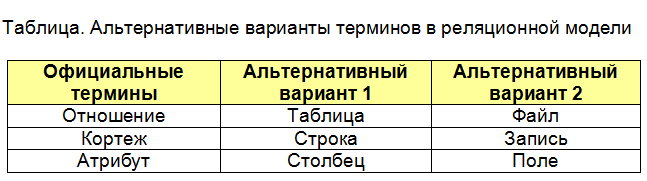 Таблица. Альтернативные варианты терминов в реляционной модели
Официальные Альтернативный Альтернативный
термины вариант 1 вариант 2
Отношение Таблица Файл
Кортеж Строка Запись
Атрибут Столбец Поле